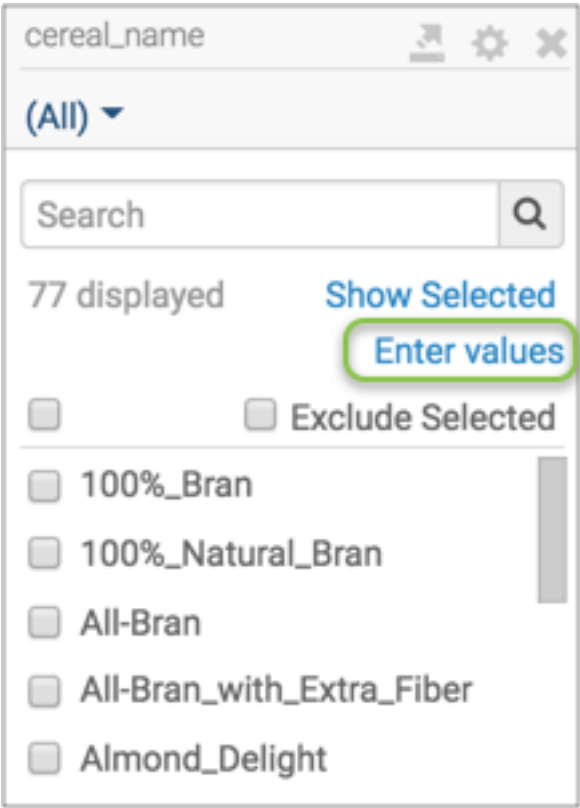 cereal_name
(All)
Search
77 displayed Show Selected
Enter values
Exclude Selected
100%_Bran
100%_Natural_Bran
All-Bran
All-Bran_with_Extra_Fiber
Almond_Delight